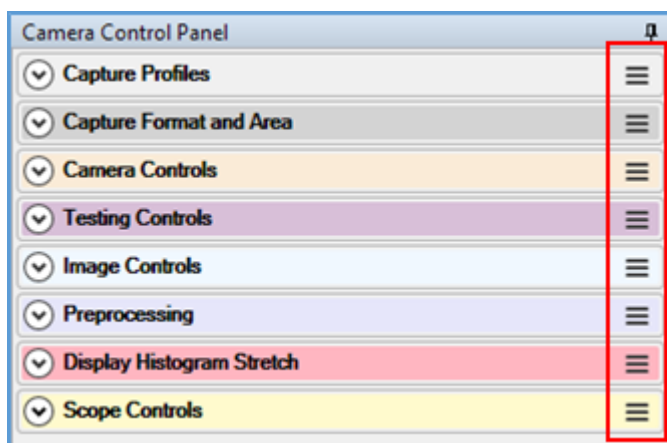 Camera Control Panel
Capture Profiles
Capture Format and Area
Camera Controls
Testing Controls
Image Controls
Preprocessing
Display Histogram Stretch
Scope Controls